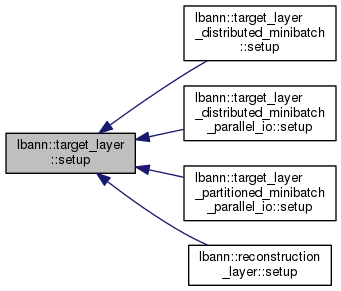 lbann::target_layer
_distributed_minibatch
::setup
lbann::target_layer
_distributed_minibatch
_parallel_io::setup
lbann::target_layer
::setup
lbann::target_layer
_partitioned_minibatch
_parallel_io::setup
lbann::reconstruction
_layer::setup